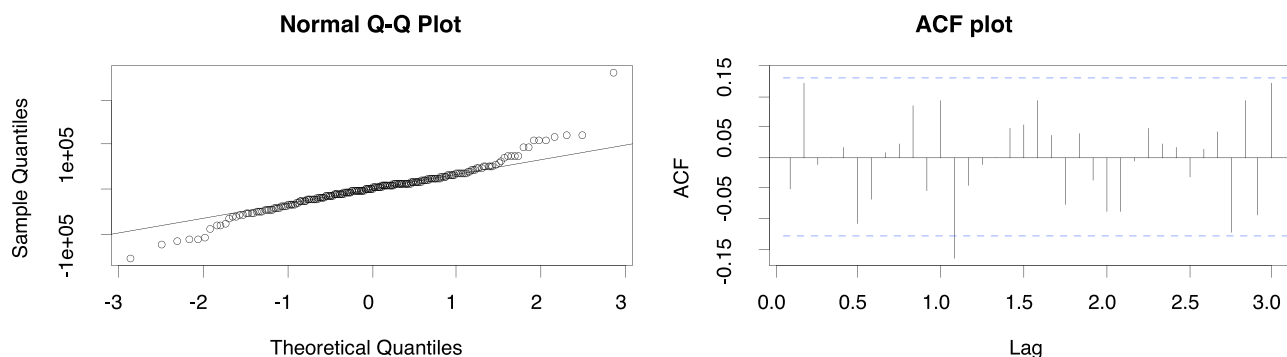 Normal Q-Q Plot
Sample Quantiles
1e+05
-1e+05
-3 -2 -1 0 1 2 3
Theoretical Quantiles
ACF plot
ACF
0.15
0.05
-0.05
-0.15
0.0 0.5 1.0 1.5 2.0 2.5 3.0
Lag